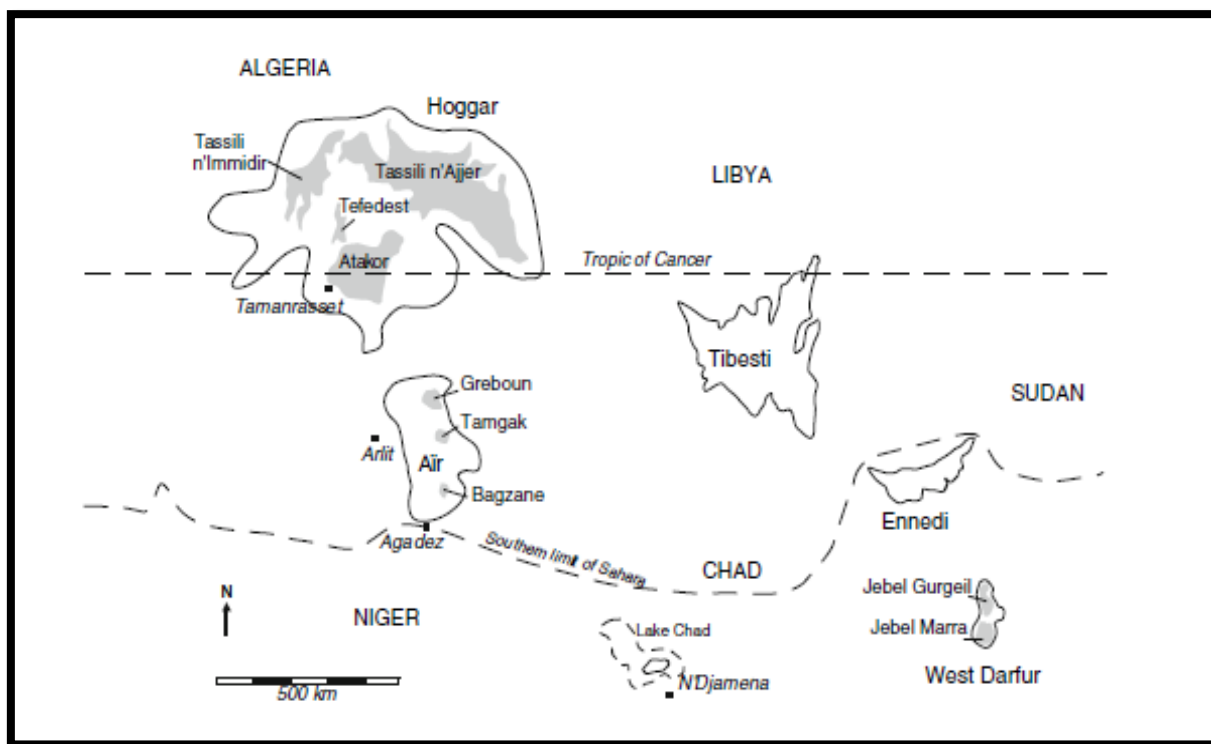 ALGERIA
Hoggar
Tassili
n'Immidir
Tassili n'Ajjer
LIBYA
Tefedest
Atakor
Tropic of Cancer
Tamanrasset
Tibesti
Greboun
SUDAN
Tamgak
Arlit
Aïr
Bagzane
Ennedi
Agadez
Southern limit of Sahara
CHAD
Jebel Gurgeil
N
NIGER
Lake Chad
Jebel Marra
West Darfur
N'Djamena
500 km